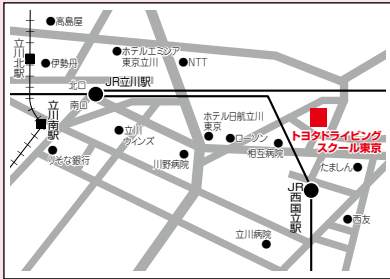 高島屋
立川北駅
伊勢丹
ホテルエミシア
東京立川
NTT
北口
JR立川駅
南口
立川南駅
りそな銀行
立川
ウィンズ
川野病院
ホテル日航立川
東京
ローソン
相互病院
トヨタドライビング
スクール東京
たましん
JR西国立駅
西友
立川病院